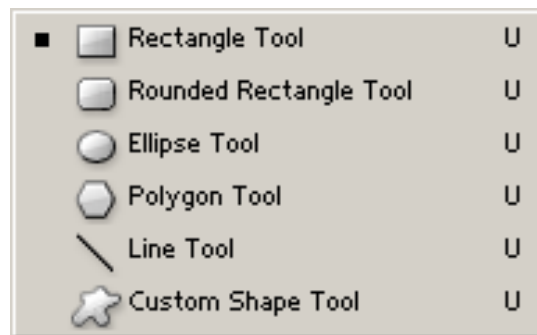 Rectangle Tool U
Rounded Rectangle Tool U
Ellipse Tool U
Polygon Tool U
Line Tool U
Custom Shape Tool U